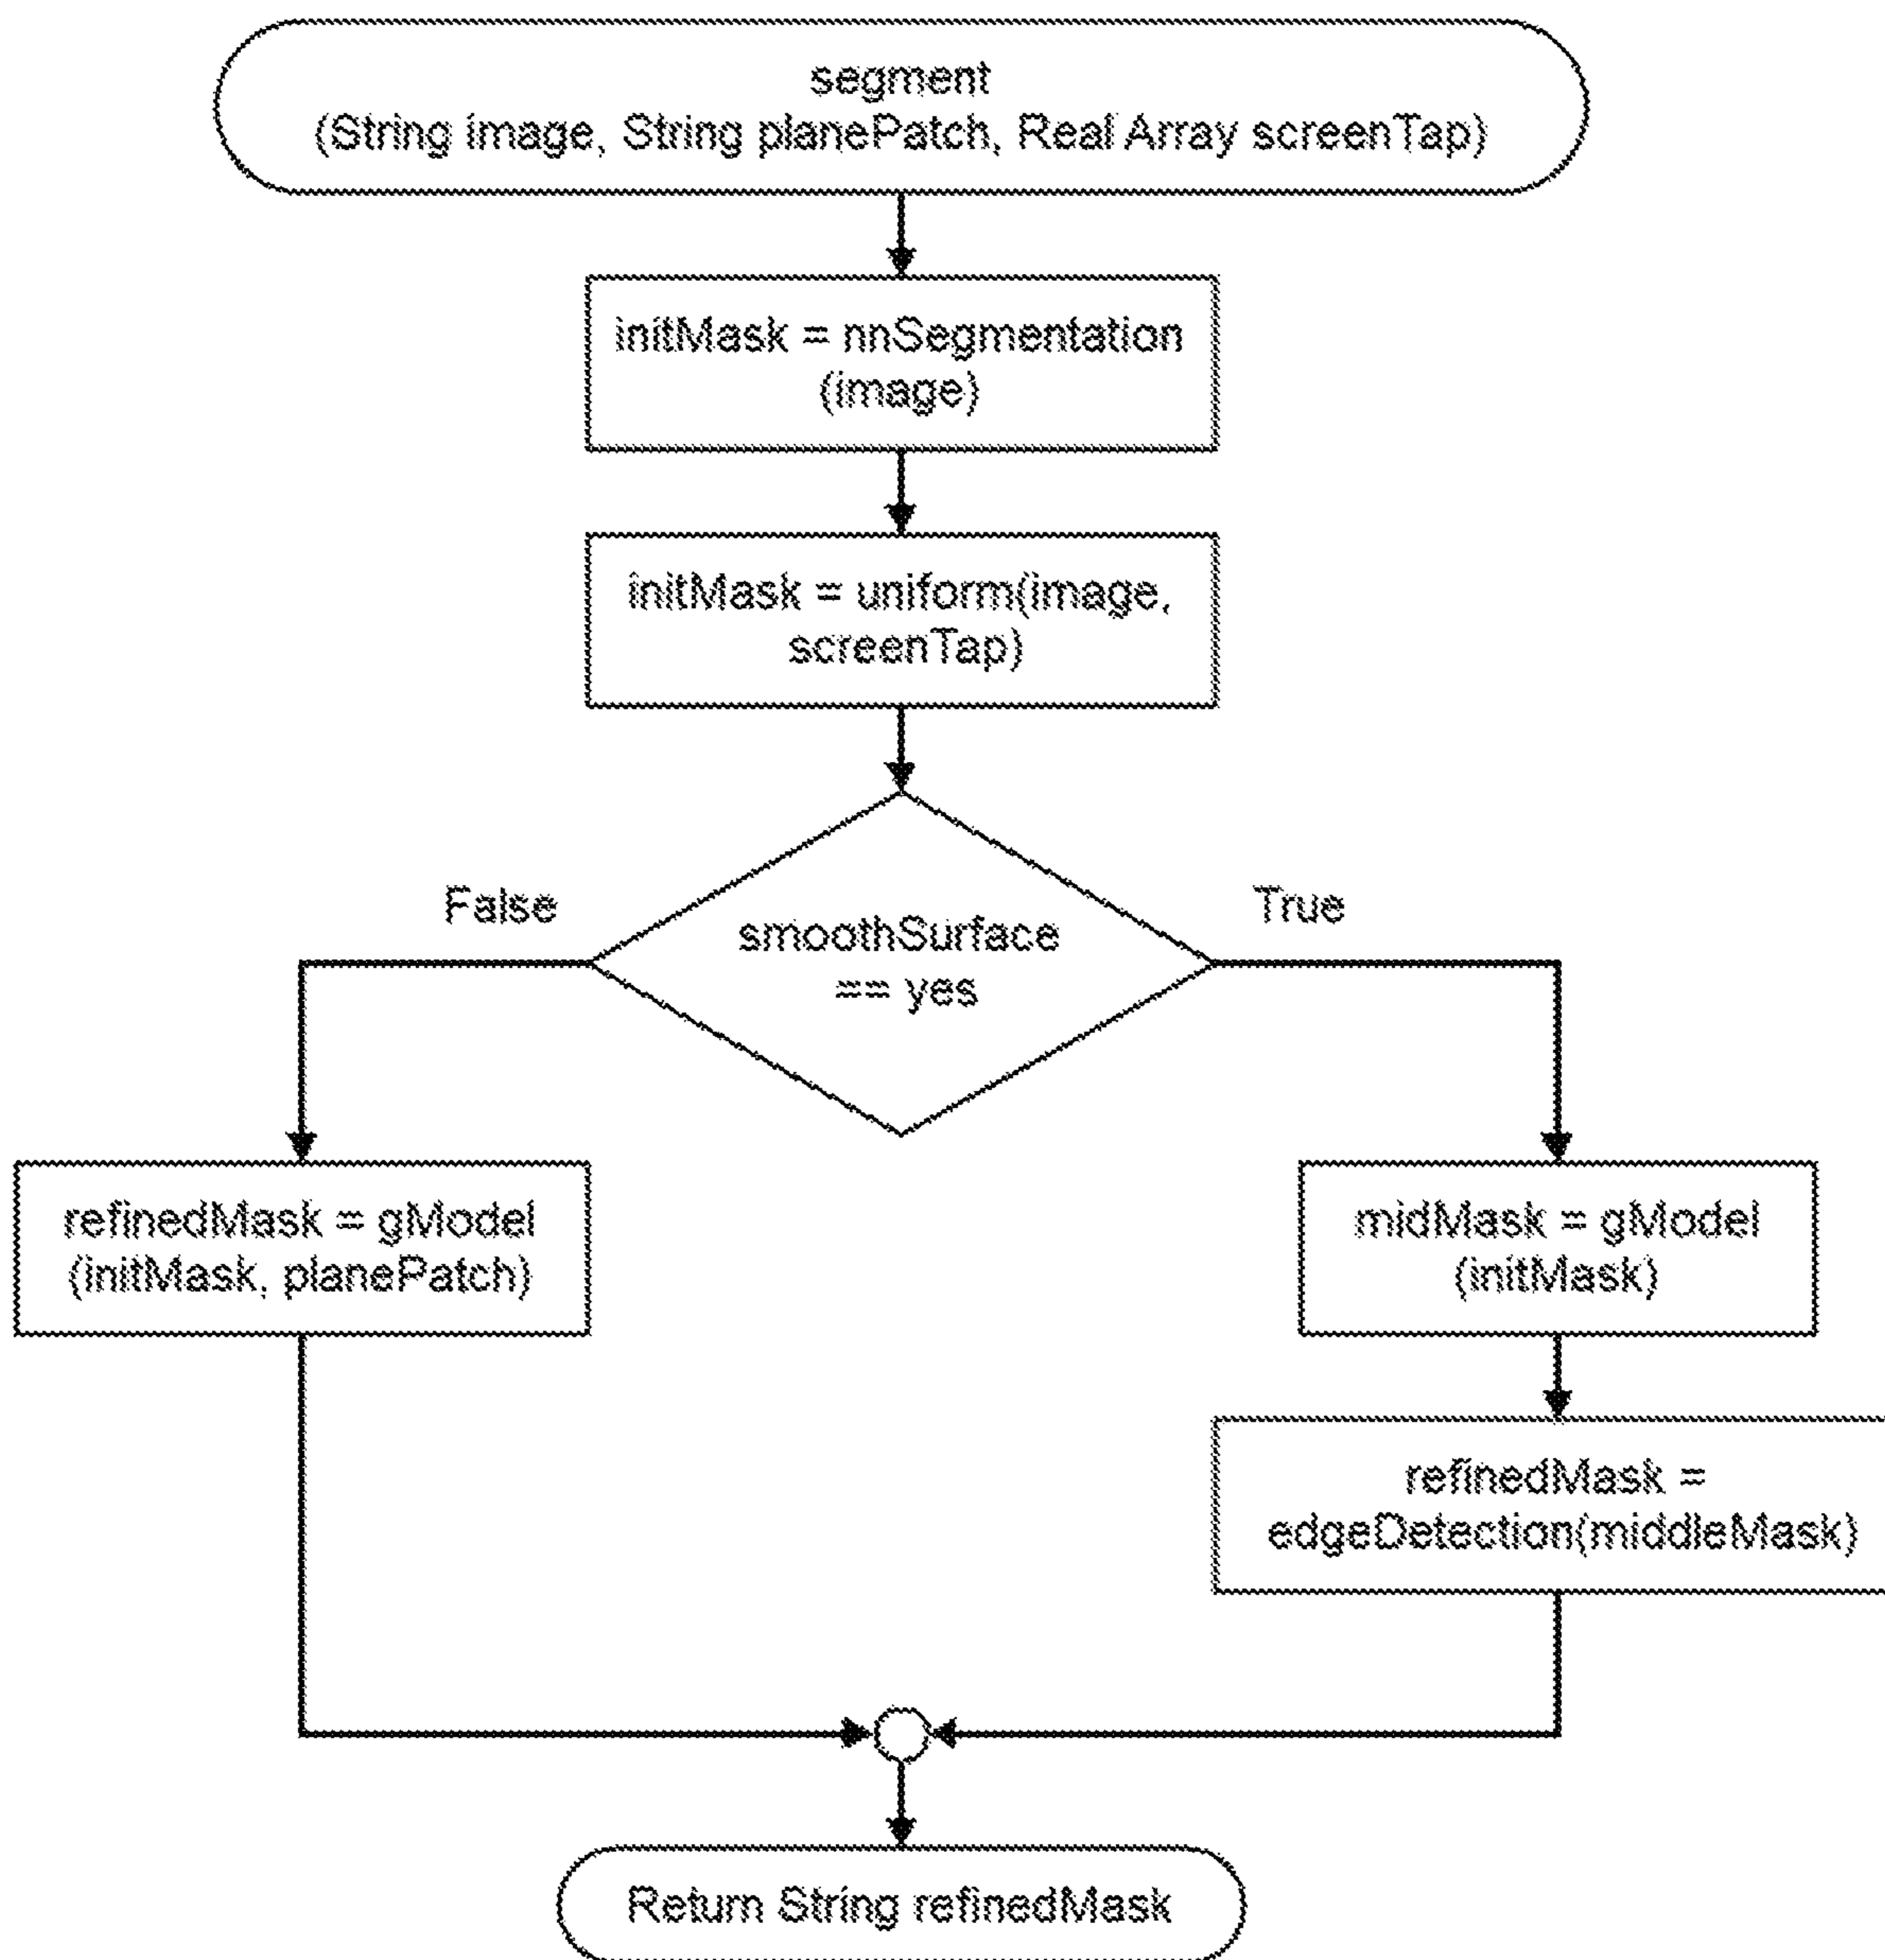 segment
(String image, String planePatch, Real Array screenTap)
initMask = nnSegmentation
(image)
initMask = uniform(image,
screenTap)
False
True
smoothSurface
== yes
refinedMask = gModel
(initMask, planePatch)
midMask = gModel
(initMask)
refinedMask =
edgeDetection(middleMask)
Return String refinedMask